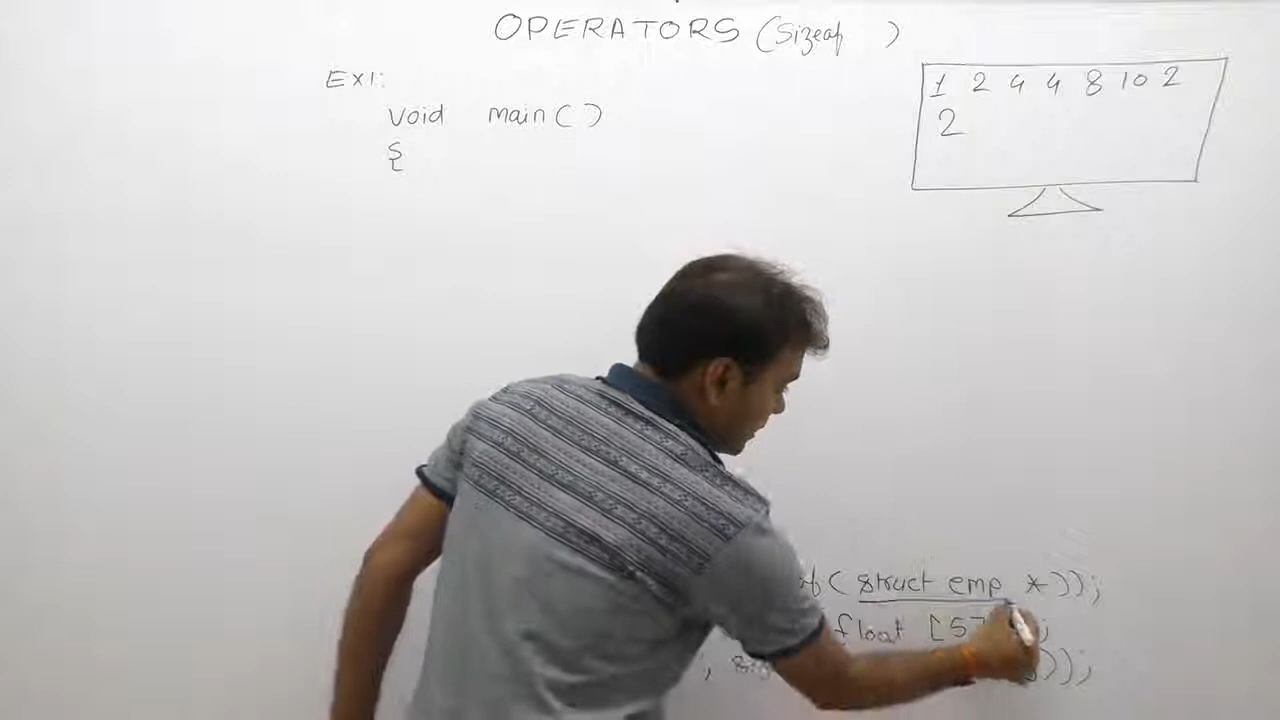 OPERATORS (Sizeof )
EX1:
void main( )
{
1 2 4 4 8 10 2
2
f( struct emp *));
float [5
));